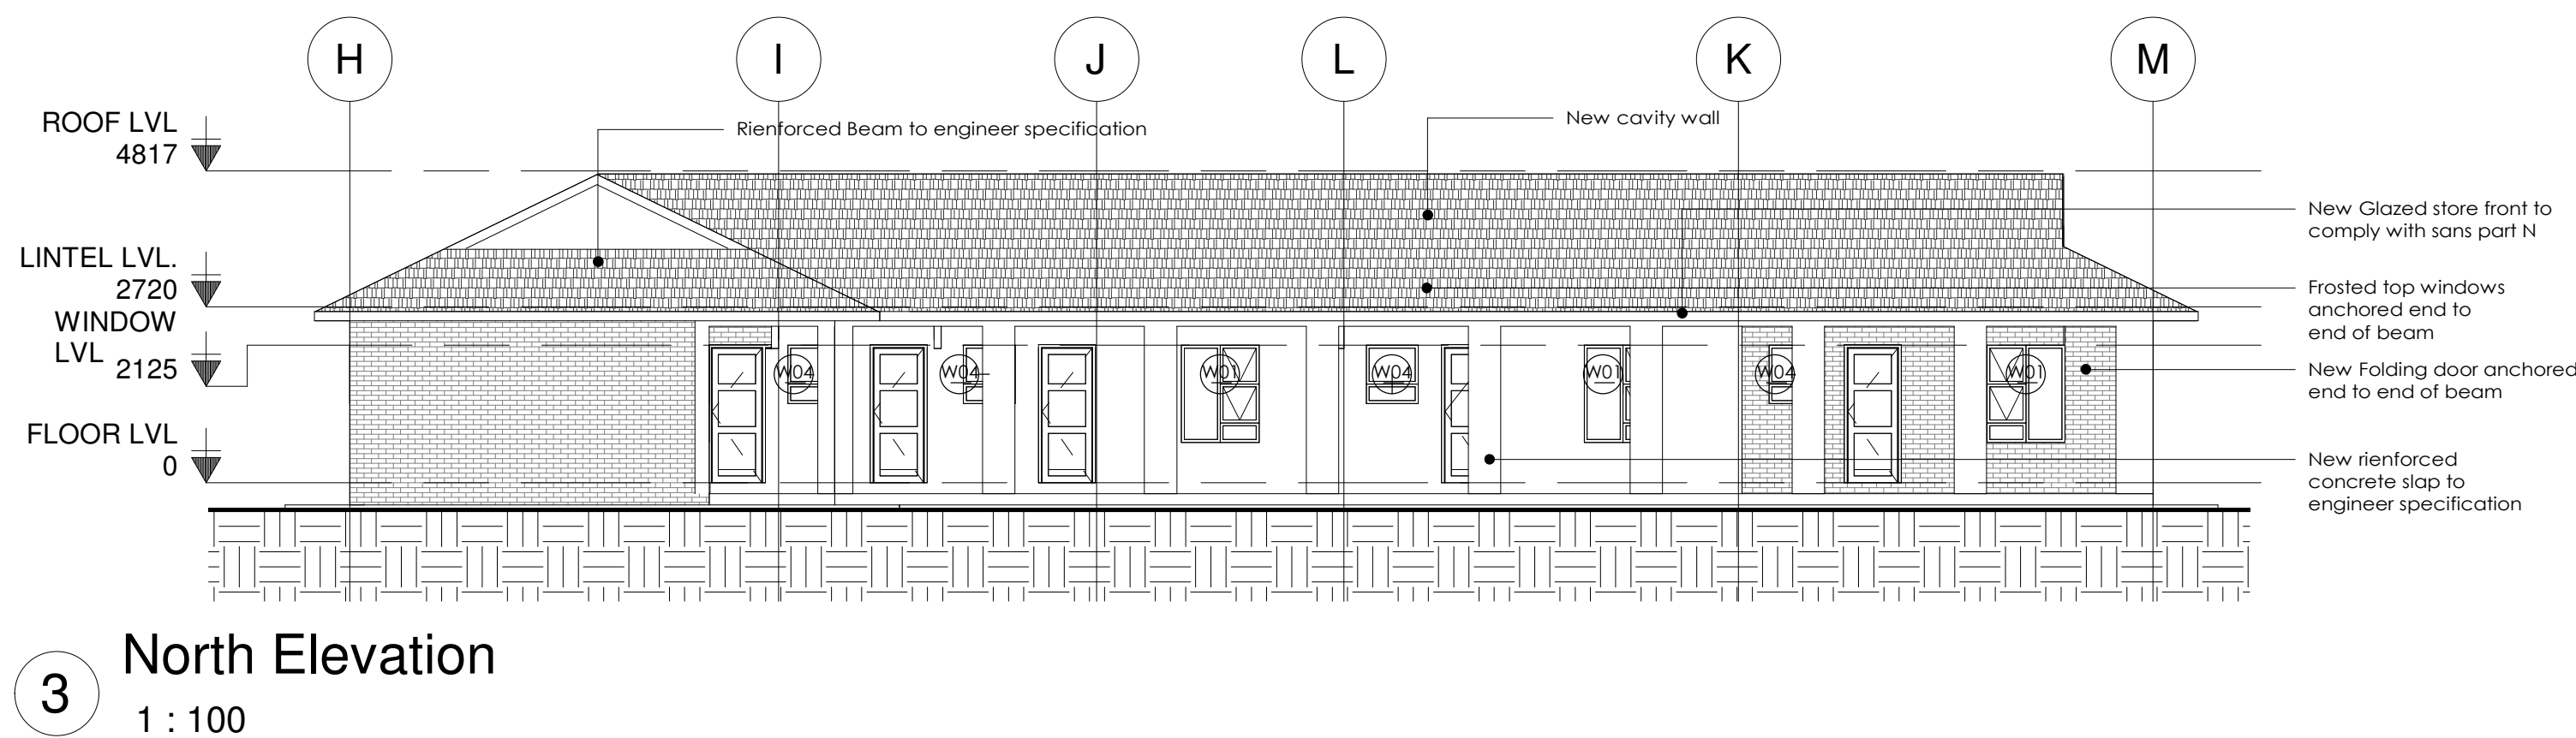 H
I
J
L
K
M
ROOF LVL
4817
LINTEL LVL.
2720
WINDOW
LVL
2125
FLOOR LVL
0
Rienforced Beam to engineer specification
New cavity wall
New Glazed store front to
comply with sans part N
Frosted top windows
anchored end to
end of beam
New Folding door anchored
end to end of beam
New rienforced
concrete slap to
engineer specification
W04
W04
W01
W04
W01
W04
W01
3
North Elevation
1 : 100